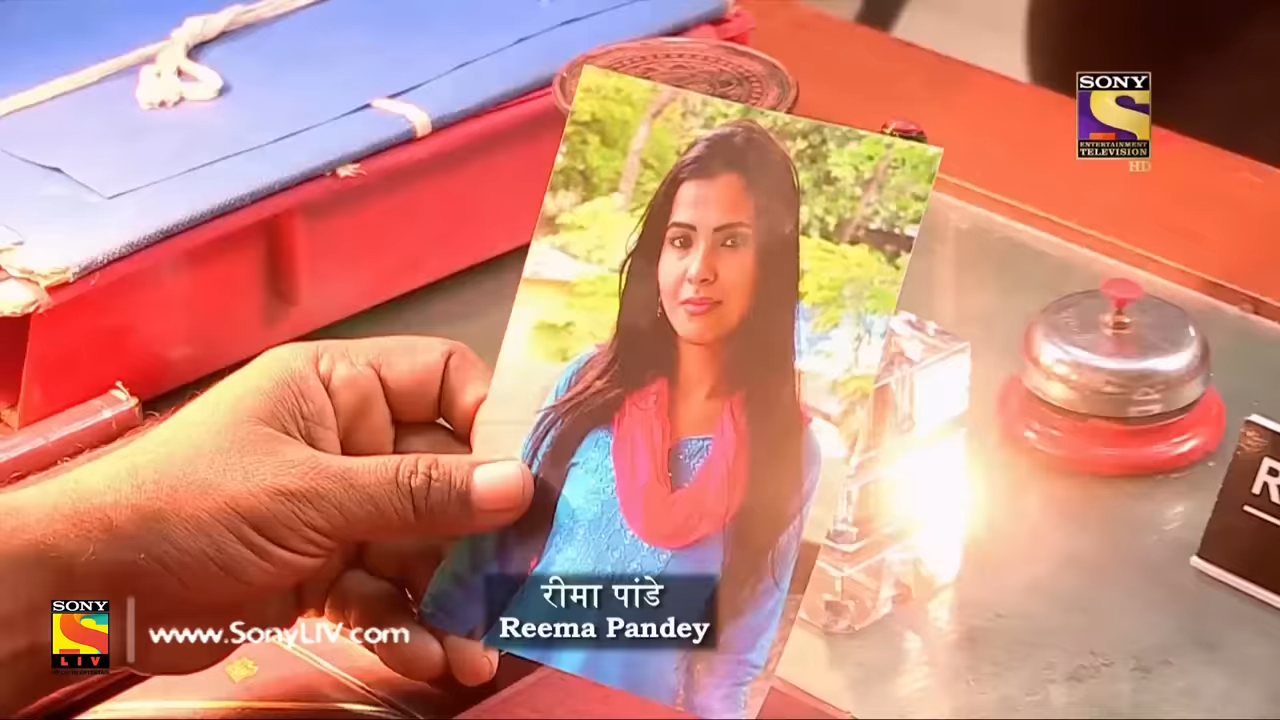 SONY
ENTERTAINMENT
TELEVISION
HD
रीमा पांडे
Reema Pandey
SONY
LIV
www.SonyLIV.com
R